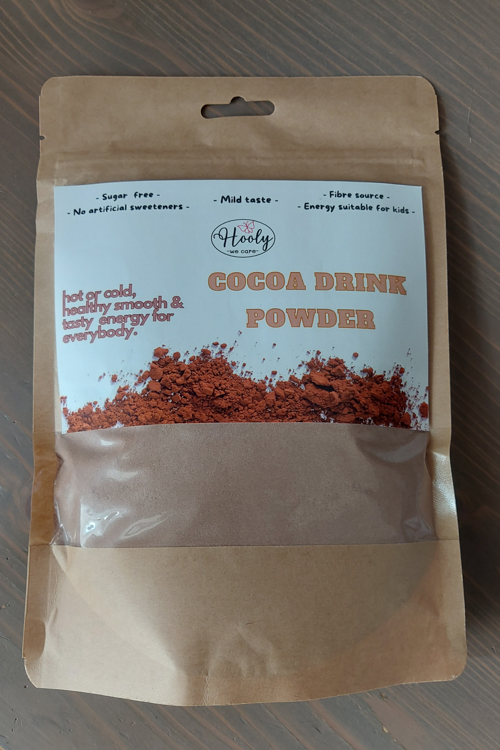 - Sugar free -
- No artificial sweeteners -
- Mild taste -
- Fibre source -
- Energy suitable for kids -
Hooly
-we care-
COCOA DRINK
POWDER
hot or cold,
healthy smooth &
tasty energy for
everybody.